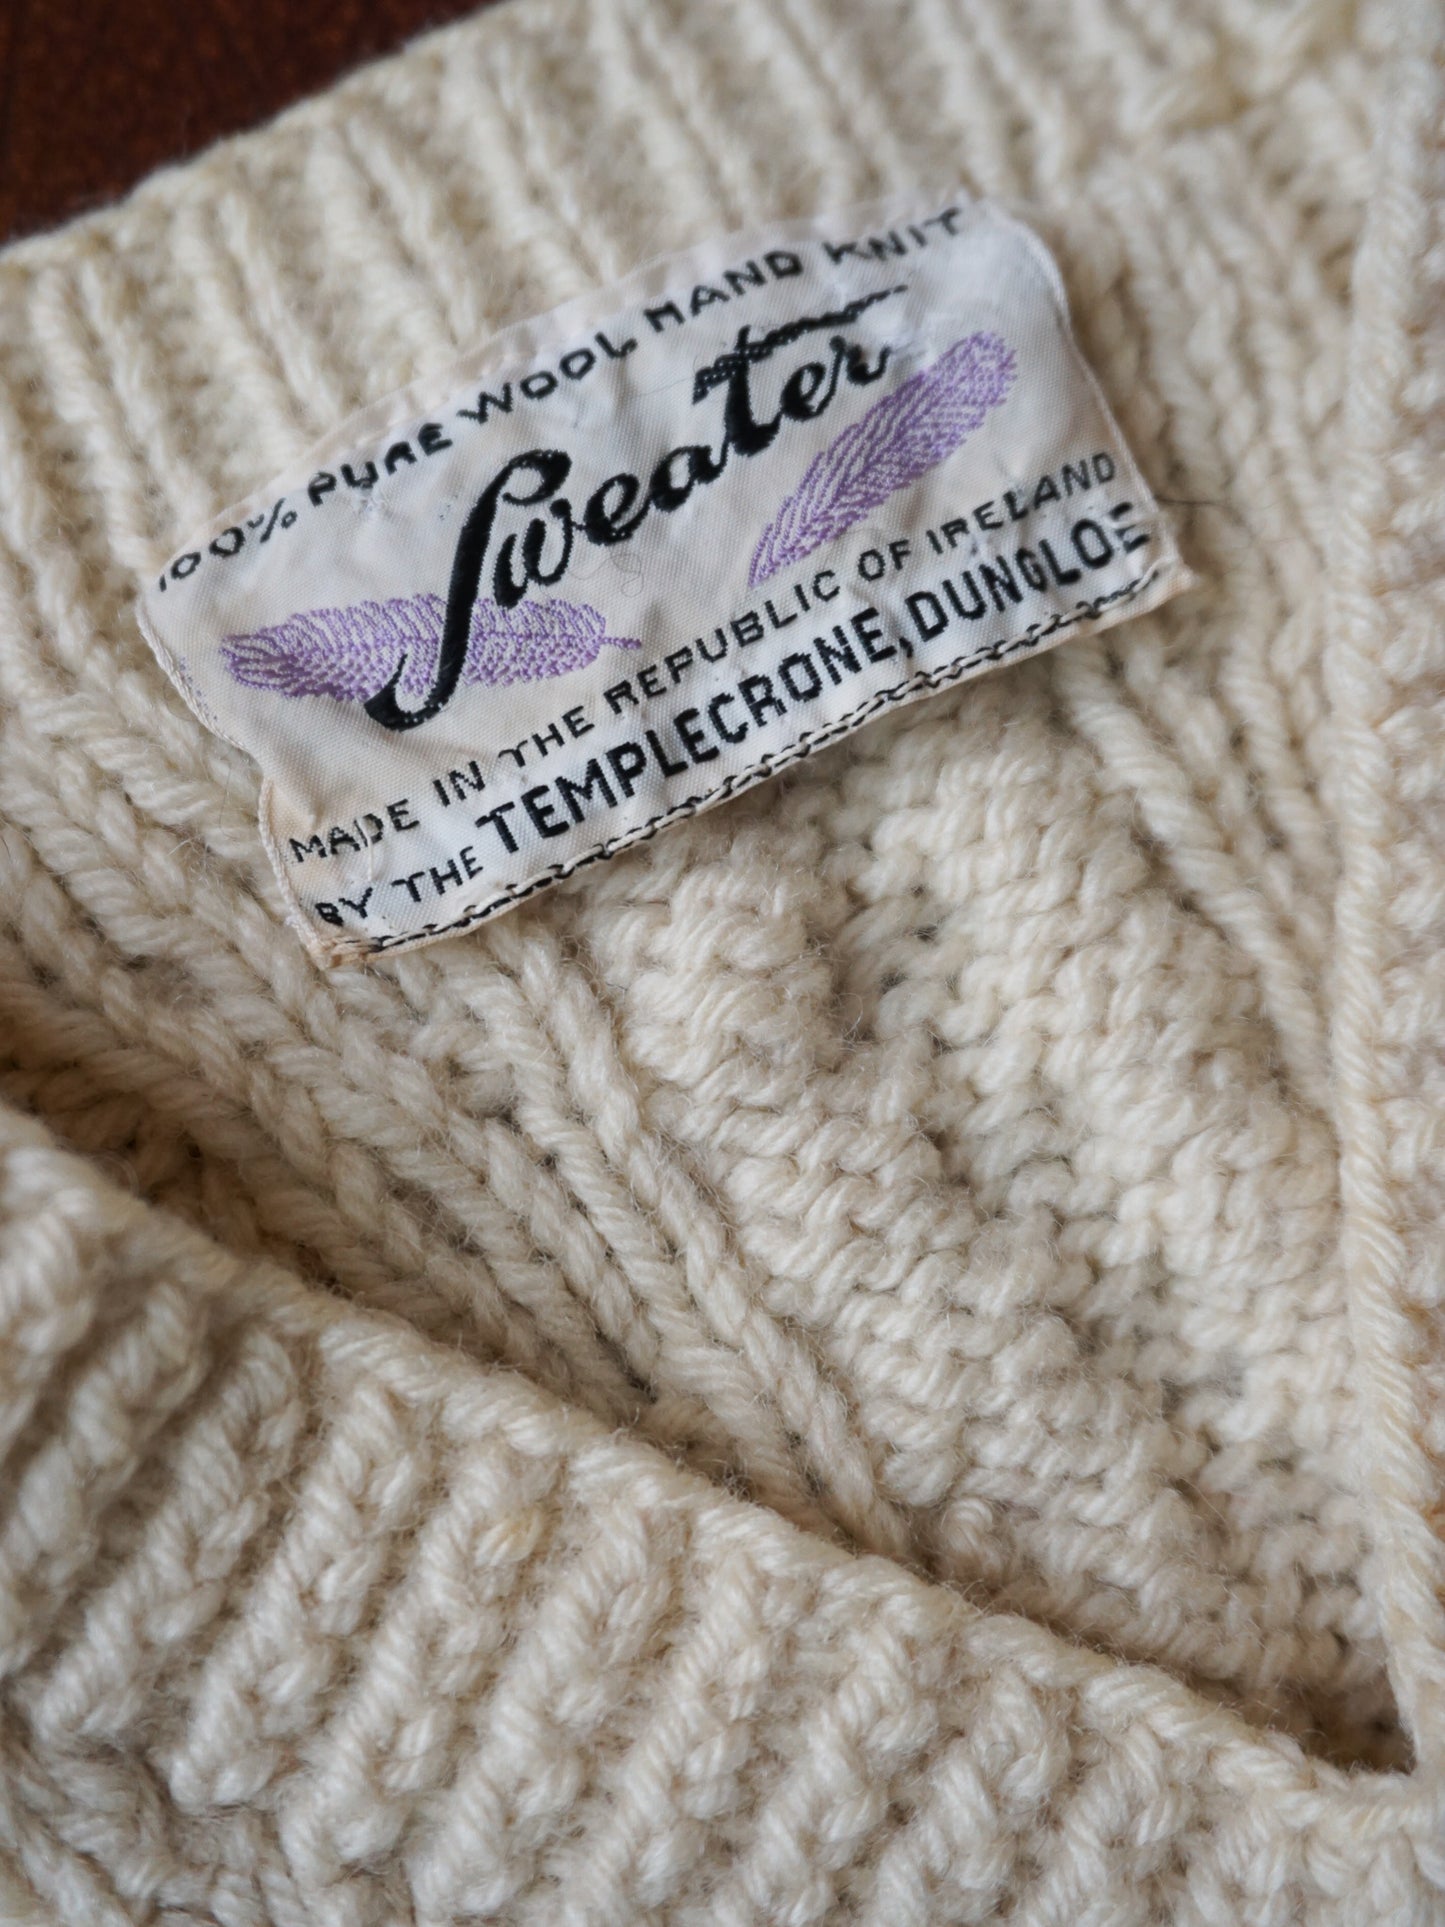 100% PURE WOOL HAND KNIT
Sweater
MADE IN THE REPUBLIC OF IRELAND
BY THE TEMPLECRONE, DUNGLOE